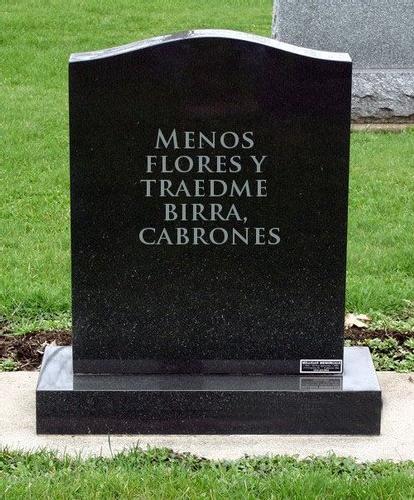 MENOS
FLORES Y
TRAEDME
BIRRA,
CABRONES